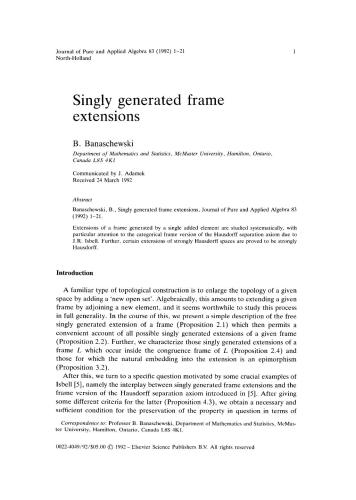 Journal of Pure and Applied Algebra 83 (1992) 1-21 1
North-Holland
Singly generated frame
extensions
B. Banaschewski
Department of Mathematics and Statistics, McMaster University, Hamilton, Ontario,
Canada L8S 4K1
Communicated by J. Adamek
Received 24 March 1992
Abstract
Banaschewski, B., Singly generated frame extensions, Journal of Pure and Applied Algebra 83
(1992) 1-21.
Extensions of a frame generated by a single added element are studied systematically, with
particular attention to the categorical frame version of the Hausdorff separation axiom due to
J.R. Isbell. Further, certain extensions of strongly Hausdorff spaces are proved to be strongly
Hausdorff.
Introduction
A familiar type of topological construction is to enlarge the topology of a given
space by adding a 'new open set'. Algebraically, this amounts to extending a given
frame by adjoining a new element, and it seems worthwhile to study this process
in full generality. In the course of this, we present a simple description of the free
singly generated extension of a frame (Proposition 2.1) which then permits a
convenient account of all possible singly generated extensions of a given frame
(Proposition 2.2). Further, we characterize those singly generated extensions of a
frame L which occur inside the congruence frame of L (Proposition 2.4) and
those for which the natural embedding into the extension is an epimorphism
(Proposition 3.2).
After this, we turn to a specific question motivated by some crucial examples of
Isbell [5], namely the interplay between singly generated frame extensions and the
frame version of the Hausdorff separation axiom introduced in [5]. After giving
some different criteria for the latter (Proposition 4.3), we obtain a necessary and
sufficient condition for the preservation of the property in question in terms of
Correspondence to: Professor B. Banaschewski, Department of Mathematics and Statistics, McMas-
ter University, Hamilton, Ontario, Canada L8S 4K1.
0022-4049/92/$05.00 © 1992 – Elsevier Science Publishers B.V. All rights reserved